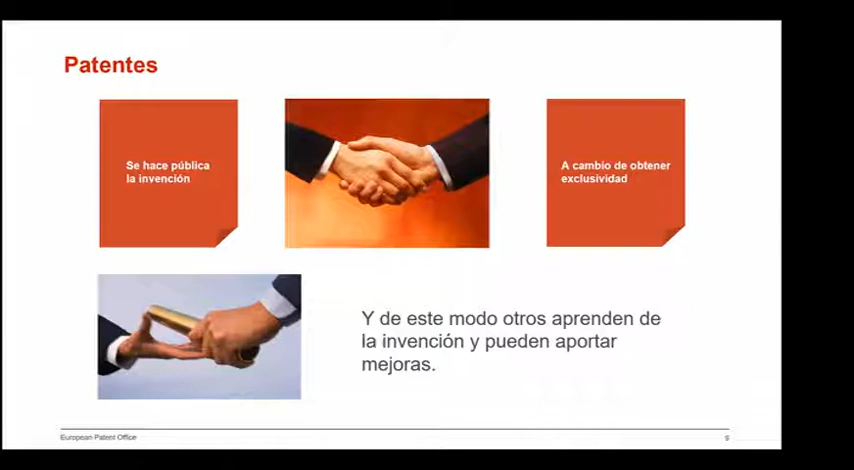 Patentes
Se hace pública
la invención
A cambio de obtener
exclusividad
Y de este modo otros aprenden de
la invención y pueden aportar
mejoras.
European Patent Office